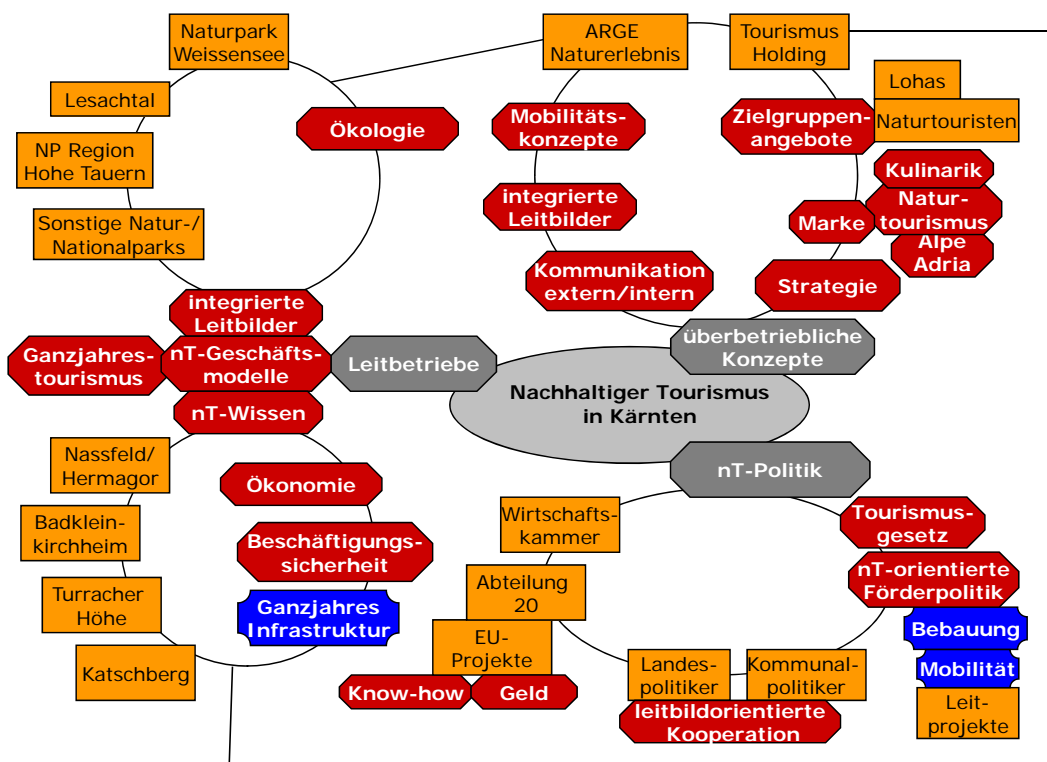 Naturpark
Weissensee
ARGE
Naturerlebnis
Tourismus
Holding
Lesachtal
Lohas
Naturtouristen
Ökologie
Mobilitäts-
konzepte
Zielgruppen-
angebote
NP Region
Hohe Tauern
Kulinarik
integrierte
Leitbilder
Natur-
tourismus
Marke
Sonstige Natur-/
Nationalparks
Alpe
Adria
Kommunikation
extern/intern
Strategie
integrierte
Leitbilder
überbetriebliche
Konzepte
Ganzjahres-
tourismus
nT-Geschäfts-
modelle
Leitbetriebe
Nachhaltiger Tourismus
in Kärnten
nT-Wissen
Nassfeld/
Hermagor
Ökonomie
nT-Politik
Wirtschafts-
kammer
Tourismus-
gesetz
Badklein-
kirchheim
Beschäftigungs-
sicherheit
nT-orientierte
Förderpolitik
Abteilung
20
Turracher
Höhe
Ganzjahres
Infrastruktur
Bebauung
EU-
Projekte
Katschberg
Landes-
politiker
Kommunal-
politiker
Mobilität
Know-how
Geld
leitbildorientierte
Kooperation
Leit-
projekte